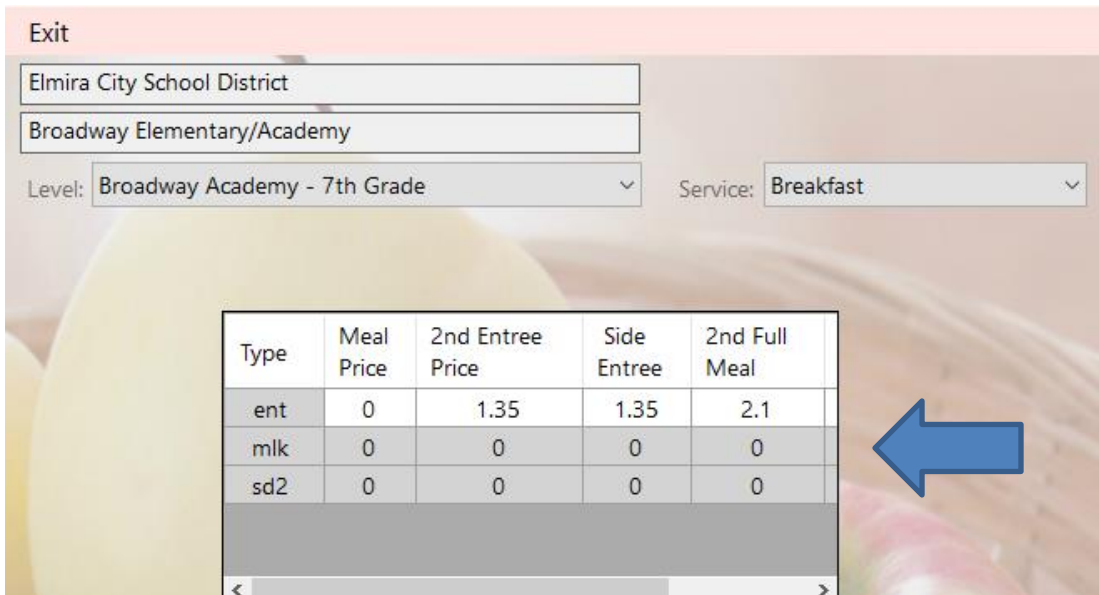 Exit
Elmira City School District
Broadway Elementary/Academy
Level: Broadway Academy - 7th Grade Service: Breakfast
Type Meal Price 2nd Entree Price Side Entree 2nd Full Meal
ent 0 1.35 1.35 2.1
mlk 0 0 0 0
sd2 0 0 0 0